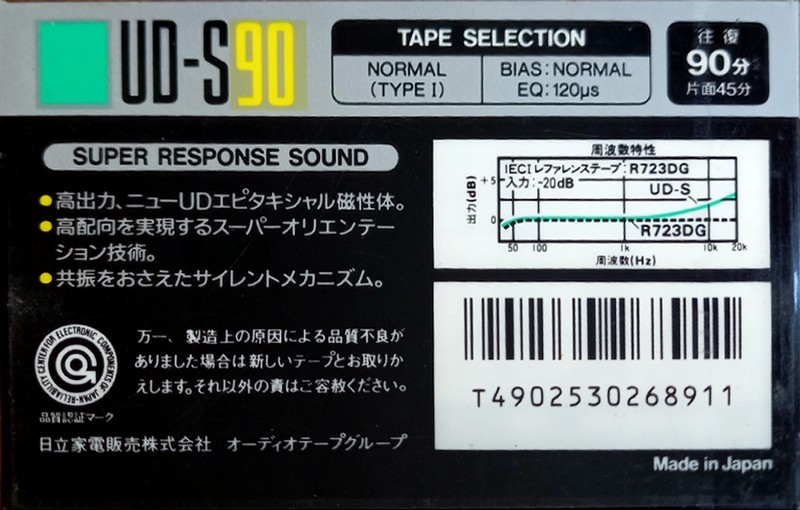 UD-S90
TAPE SELECTION
NORMAL
(TYPE I)
BIAS: NORMAL
EQ: 120μs
往復
90分
片面45分
SUPER RESPONSE SOUND
●高出力、ニューUDエピタキシャル磁性体。
●高配向を実現するスーパーオリエンテー
ション技術。
●共振をおさえたサイレントメカニズム。
周波数特性
IECI レファレンステープ: R723DG
入力: -20dB
UD-S
R723DG
出力(dB)
+5
0
50 100 1k 10k 20k
周波数(Hz)
RELIABILITY CENTER FOR ELECTRONIC COMPONENTS OF JAPAN
マーク
万一、製造上の原因による品質不良が
ありました場合は新しいテープとお取りか
えします。それ以外の責はご容赦ください。
日立家電販売株式会社 オーディオテープグループ
T4902530268911
Made in Japan